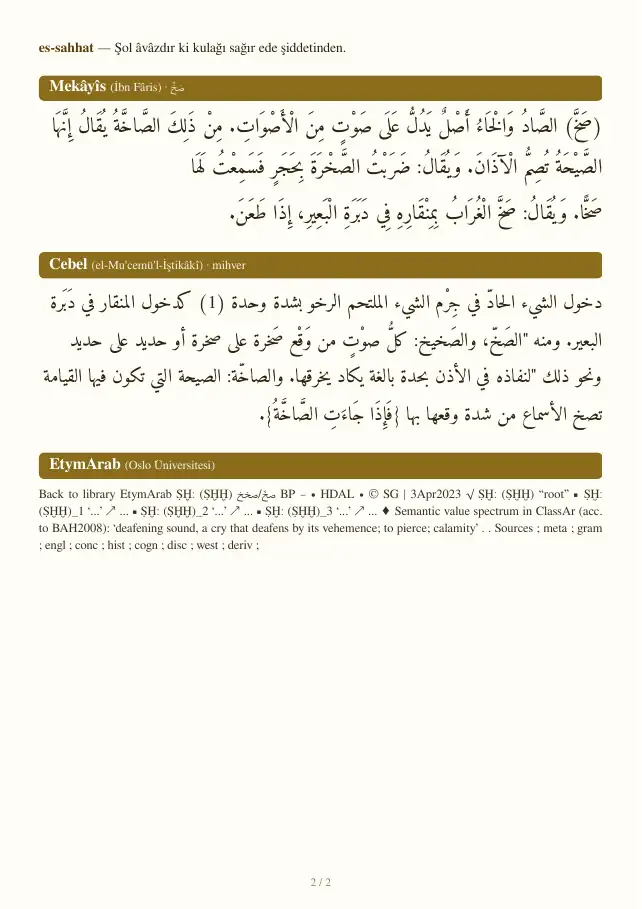 es-sahhat — Şol âvâzdır ki kulağı sağır ede şiddetinden.
Mekâyîs (İbn Fâris) · صَخَّ
(صَخَّ) الصَّادُ وَالْخَاءُ أَصْلٌ يَدُلُّ عَلَى صَوْتٍ مِنَ الْأَصْوَاتِ. مِنْ ذَلِكَ الصَّاخَّةُ يُقَالُ إِنَّهَا
الصَّيْحَةُ تُصِمُّ الْآذَانَ. وَيُقَالُ: ضَرَبْتُ الصَّخْرَةَ بِحَجَرٍ فَسَمِعْتُ لَهَا
صَخًّا. وَيُقَالُ: صَخَّ الْغُرَابُ بِمِنْقَارِهِ فِي دَبَرَةِ الْبَعِيرِ، إِذَا طَعَنَ.
Cebel (el-Mu'cemü'l-İştikâkî) · mihver
دخول الشيء الحادّ في جِرْم الشيء الملتحم الرخو بشدة وحدة (1) كدخول المنقار في دَبَرة
البعير. ومنه "الصَخّ، والصَخيخ: كلُّ صوْتٍ من وَقْع صَخرة على صخرة أو حديد على حديد
ونحو ذلك "لنفاذه في الأذن بحدة بالغة يكاد يخرقها. والصاخّة: الصيحة التي تكون فيها القيامة
تصخ الأسماع من شدة وقعها بها {فَإِذَا جَاءَتِ الصَّاخَّةُ}.
EtymArab (Oslo Üniversitesi)
Back to library EtymArab ṢḪ: (ṢḪḪ) صخّ/صخخ BP – • HDAL • © SG | 3Apr2023 √ ṢḪ: (ṢḪḪ) “root” ▪ ṢḪ:
(ṢḪḪ)_1 ‘...’ ↗ ... ▪ ṢḪ: (ṢḪḪ)_2 ‘...’ ↗ ... ▪ ṢḪ: (ṢḪḪ)_3 ‘...’ ↗ ... ♦ Semantic value spectrum in ClassAr (acc.
to BAH2008): ‘deafening sound, a cry that deafens by its vehemence; to pierce; calamity’ . . Sources ; meta ; gram
; engl ; conc ; hist ; cogn ; disc ; west ; deriv ;
2 / 2